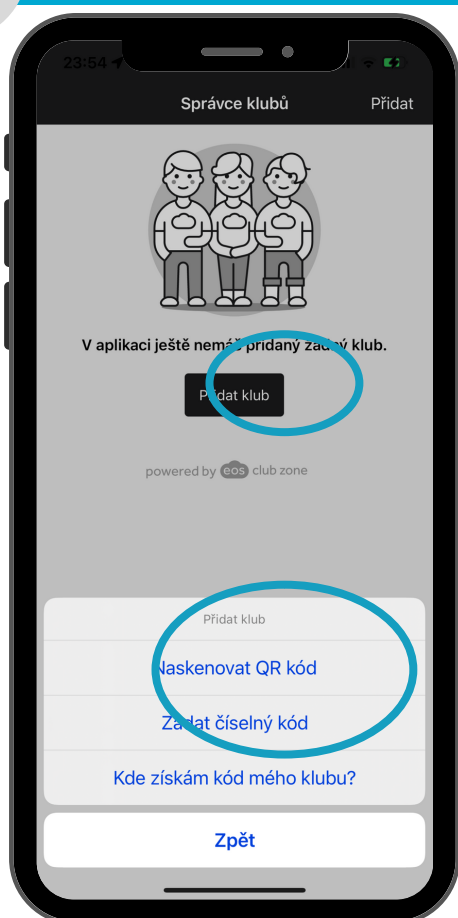 23:54
Správce klubů
Přidat
V aplikaci ještě nemáš přidaný žádný klub.
Přidat klub
powered by eos club zone
Přidat klub
Naskenovat QR kód
Zadat číselný kód
Kde získám kód mého klubu?
Zpět